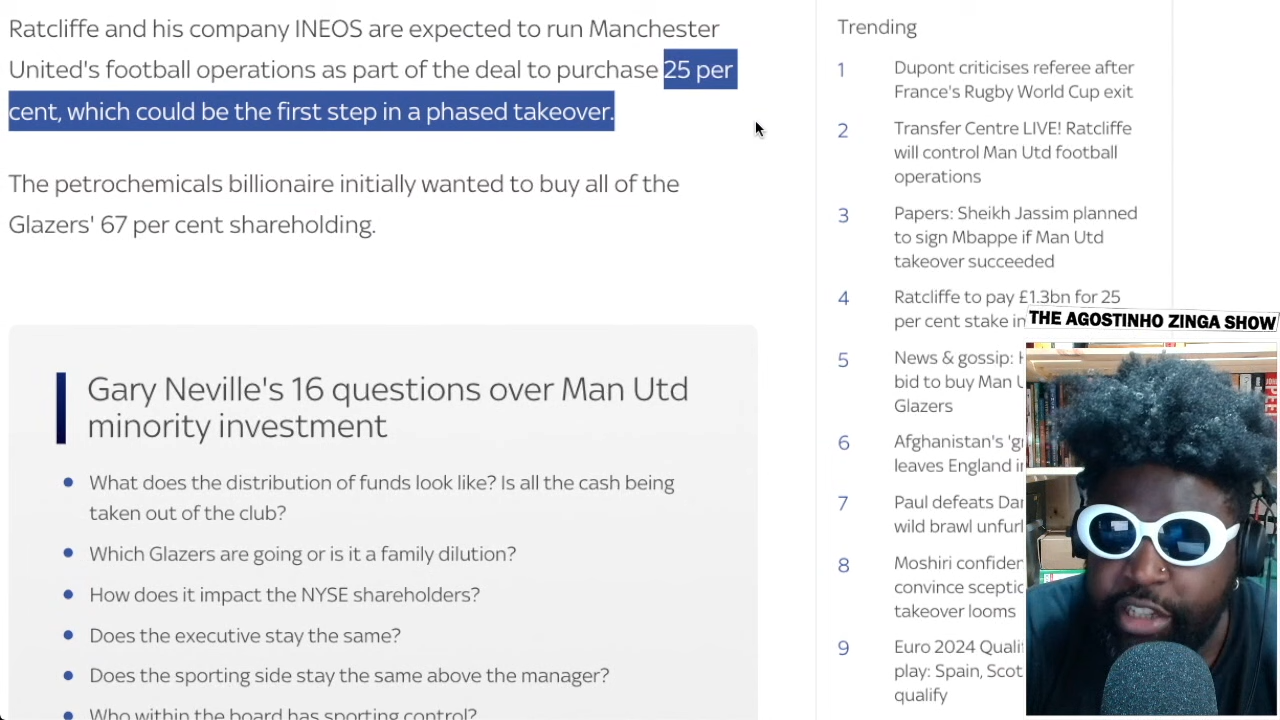 Ratcliffe and his company INEOS are expected to run Manchester
United's football operations as part of the deal to purchase 25 per
cent, which could be the first step in a phased takeover.
The petrochemicals billionaire initially wanted to buy all of the
Glazers' 67 per cent shareholding.
Gary Neville's 16 questions over Man Utd
minority investment
What does the distribution of funds look like? Is all the cash being
taken out of the club?
Which Glazers are going or is it a family dilution?
How does it impact the NYSE shareholders?
Does the executive stay the same?
Does the sporting side stay the same above the manager?
Who within the board has sporting control?
Trending
1 Dupont criticises referee after
France's Rugby World Cup exit
2 Transfer Centre LIVE! Ratcliffe
will control Man Utd football
operations
3 Papers: Sheikh Jassim planned
to sign Mbappe if Man Utd
takeover succeeded
4 Ratcliffe to pay £1.3bn for 25
per cent stake in
5 News & gossip:
bid to buy Man
Glazers
6 Afghanistan's
leaves England
7 Paul defeats
wild brawl
8 Moshiri
convince
takeover looms
9 Euro 2024
play: Spain,
qualify
THE AGOSTINHO ZINGA SHOW